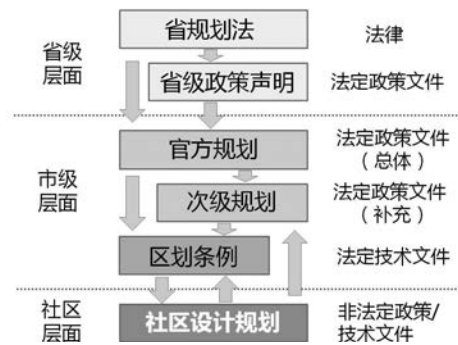 省级
层面
省规划法
法律
省级政策声明
法定政策文件
市级
层面
官方规划
法定政策文件
（总体）
次级规划
法定政策文件
（补充）
区划条例
法定技术文件
社区
层面
社区设计规划
非法定政策/
技术文件